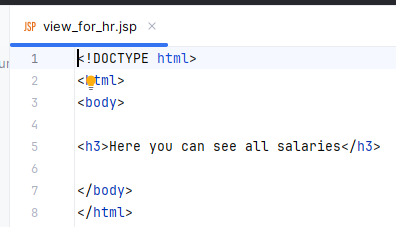 JSP view_for_hr.jsp ×
1 <!DOCTYPE html>
2 <html>
3 <body>
4
5 <h3>Here you can see all salaries</h3>
6
7 </body>
8 </html>